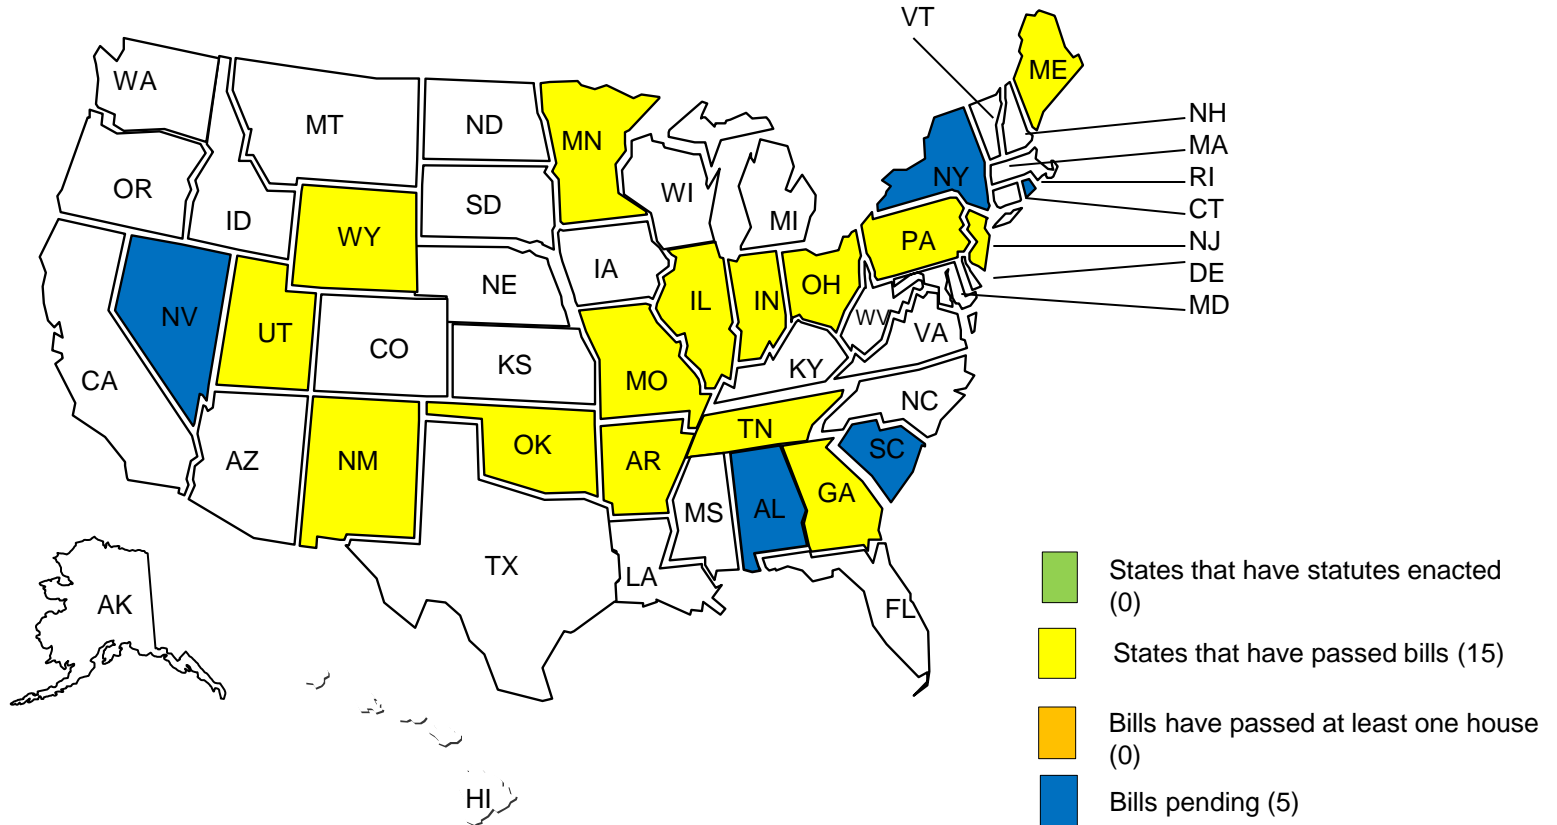 VT
ME
WA
NH
MT
ND
MN
MA
OR
WI
NY
RI
ID
SD
MI
CT
WY
PA
NJ
IA
DE
NE
IL
IN
OH
MD
NV
UT
WV
VA
CO
KS
KY
CA
MO
NC
TN
OK
SC
AZ
NM
AR
GA
MS
AL
TX
LA
FL
AK
HI
States that have statutes enacted
(0)
States that have passed bills (15)
Bills have passed at least one house
(0)
Bills pending (5)